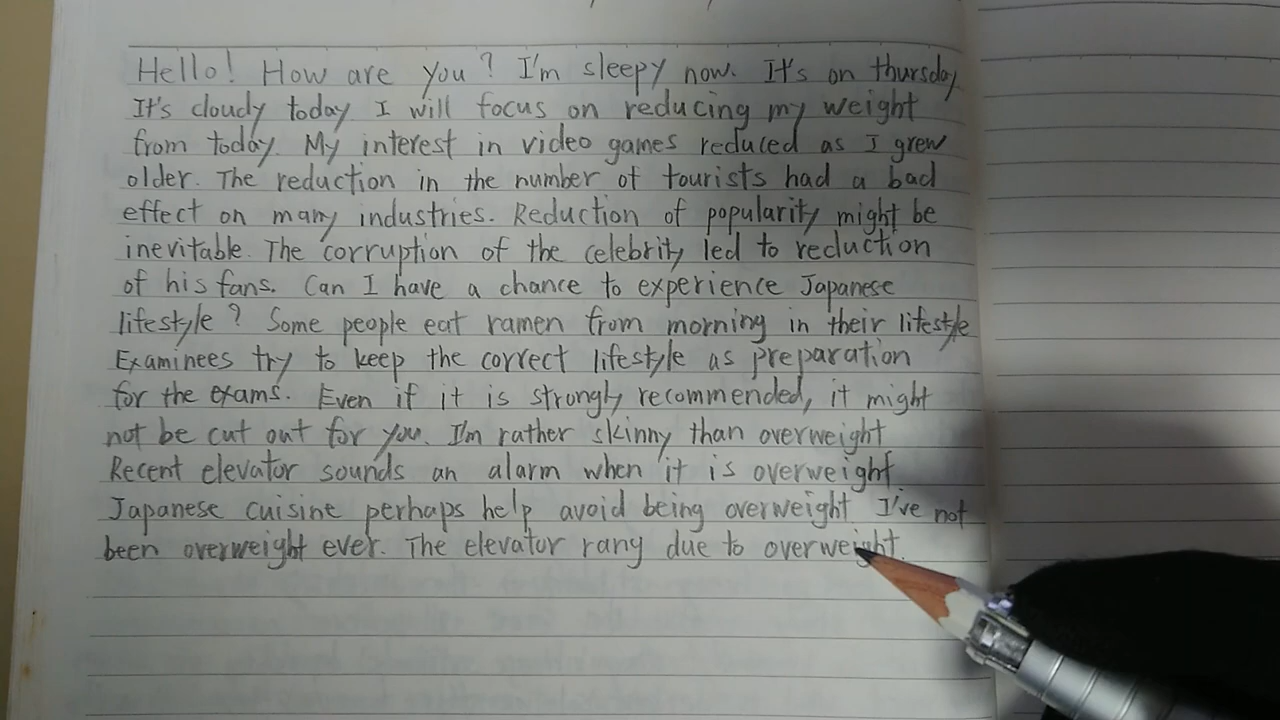 Hello! How are you? I'm sleepy now. It's on thursday
It's cloudy today I will focus on reducing my weight
from today. My interest in video games reduced as I grew
older. The reduction in the number of tourists had a bad
effect on many industries. Reduction of popularity might be
inevitable. The corruption of the celebrity led to reduction
of his fans. Can I have a chance to experience Japanese
lifestyle? Some people eat ramen from morning in their lifestyle
Examinees try to keep the correct lifestyle as preparation
for the exams. Even if it is strongly recommended, it might
not be cut out for you. I'm rather skinny than overweight
Recent elevator sounds an alarm when it is overweight.
Japanese cuisine perhaps help avoid being overweight I've not
been overweight ever. The elevator rang due to overweight.